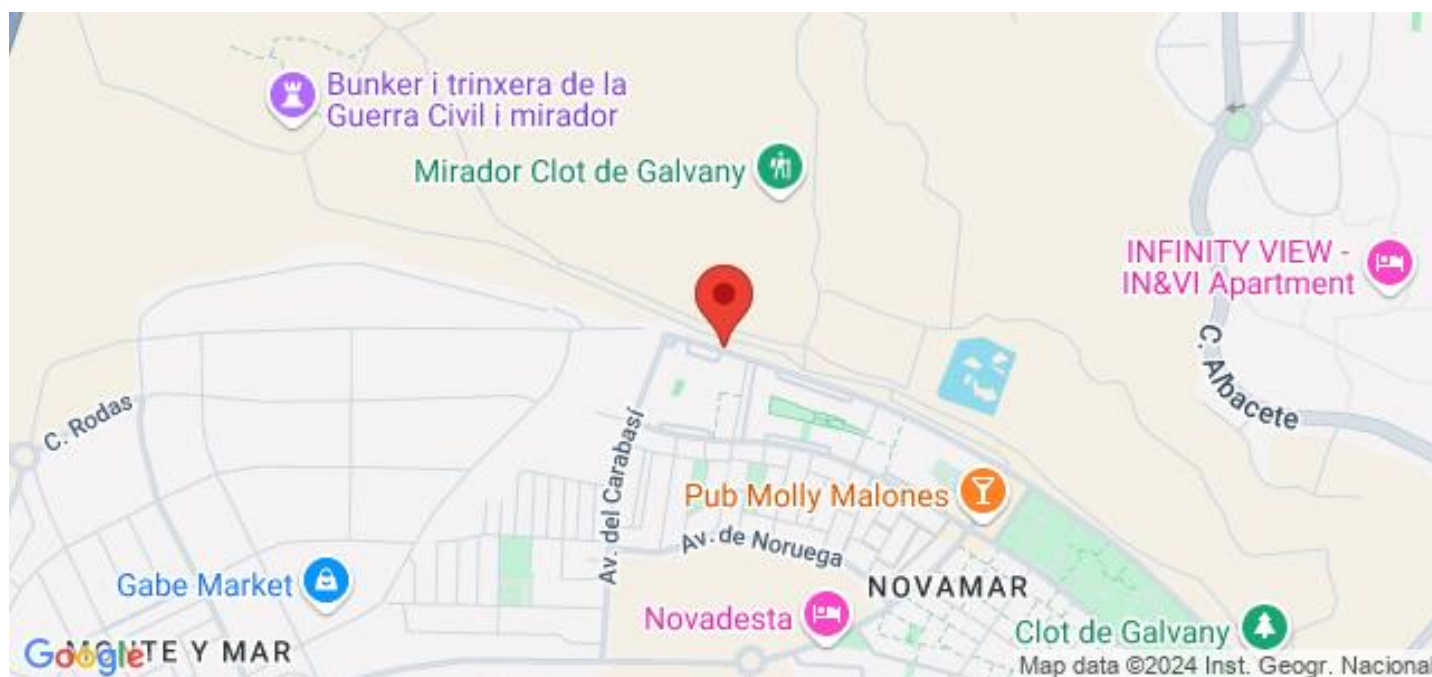 Bunker i trinxera de la
Guerra Civil i mirador
Mirador Clot de Galvany
INFINITY VIEW -
IN&VI Apartment
C. Albacete
C. Rodas
Av. del Carabasí
Pub Molly Malones
Av. de Noruega
Gabe Market
NOVAMAR
Novadesta
Clot de Galvany
Google
MONTE Y MAR
Map data ©2024 Inst. Geogr. Nacional